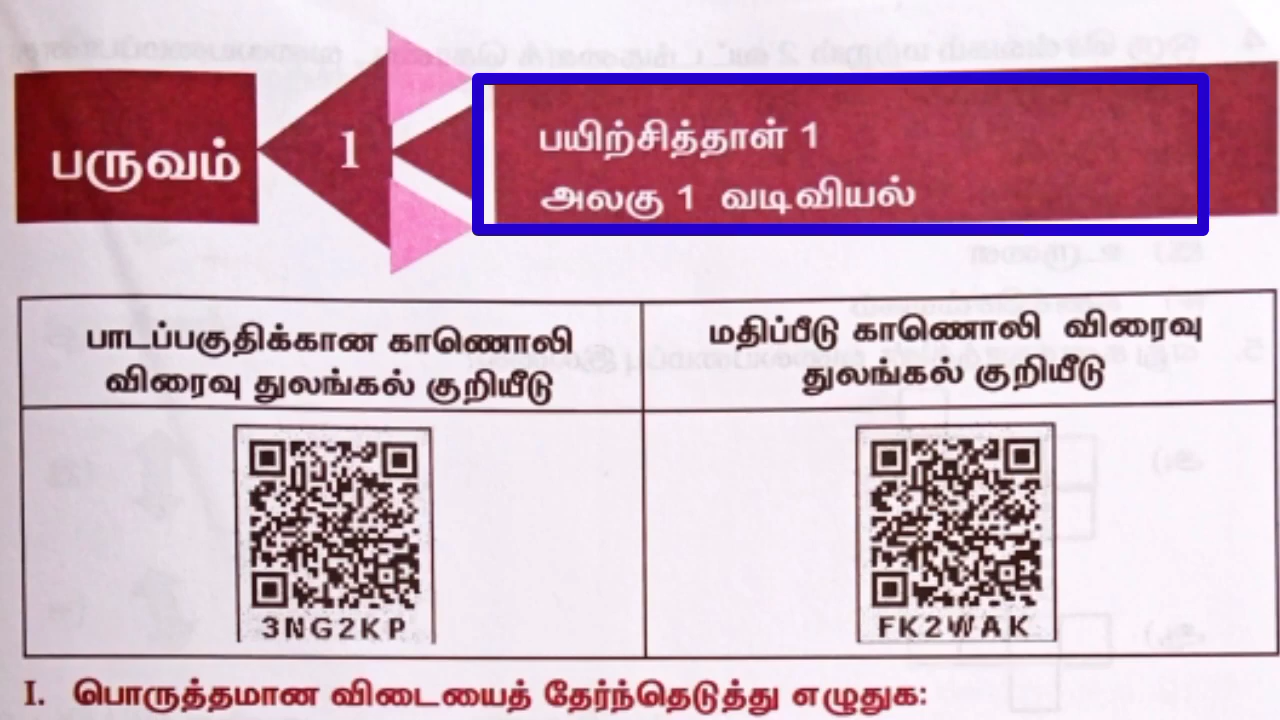 பருவம்
1
பயிற்சித்தாள் 1
அலகு 1 வடிவியல்
பாடப்பகுதிக்கான காணொலி
விரைவு துலங்கல் குறியீடு
மதிப்பீடு காணொலி விரைவு
துலங்கல் குறியீடு
3NG2KP
FK2WAK
I. பொருத்தமான விடையைத் தேர்ந்தெடுத்து எழுதுக: